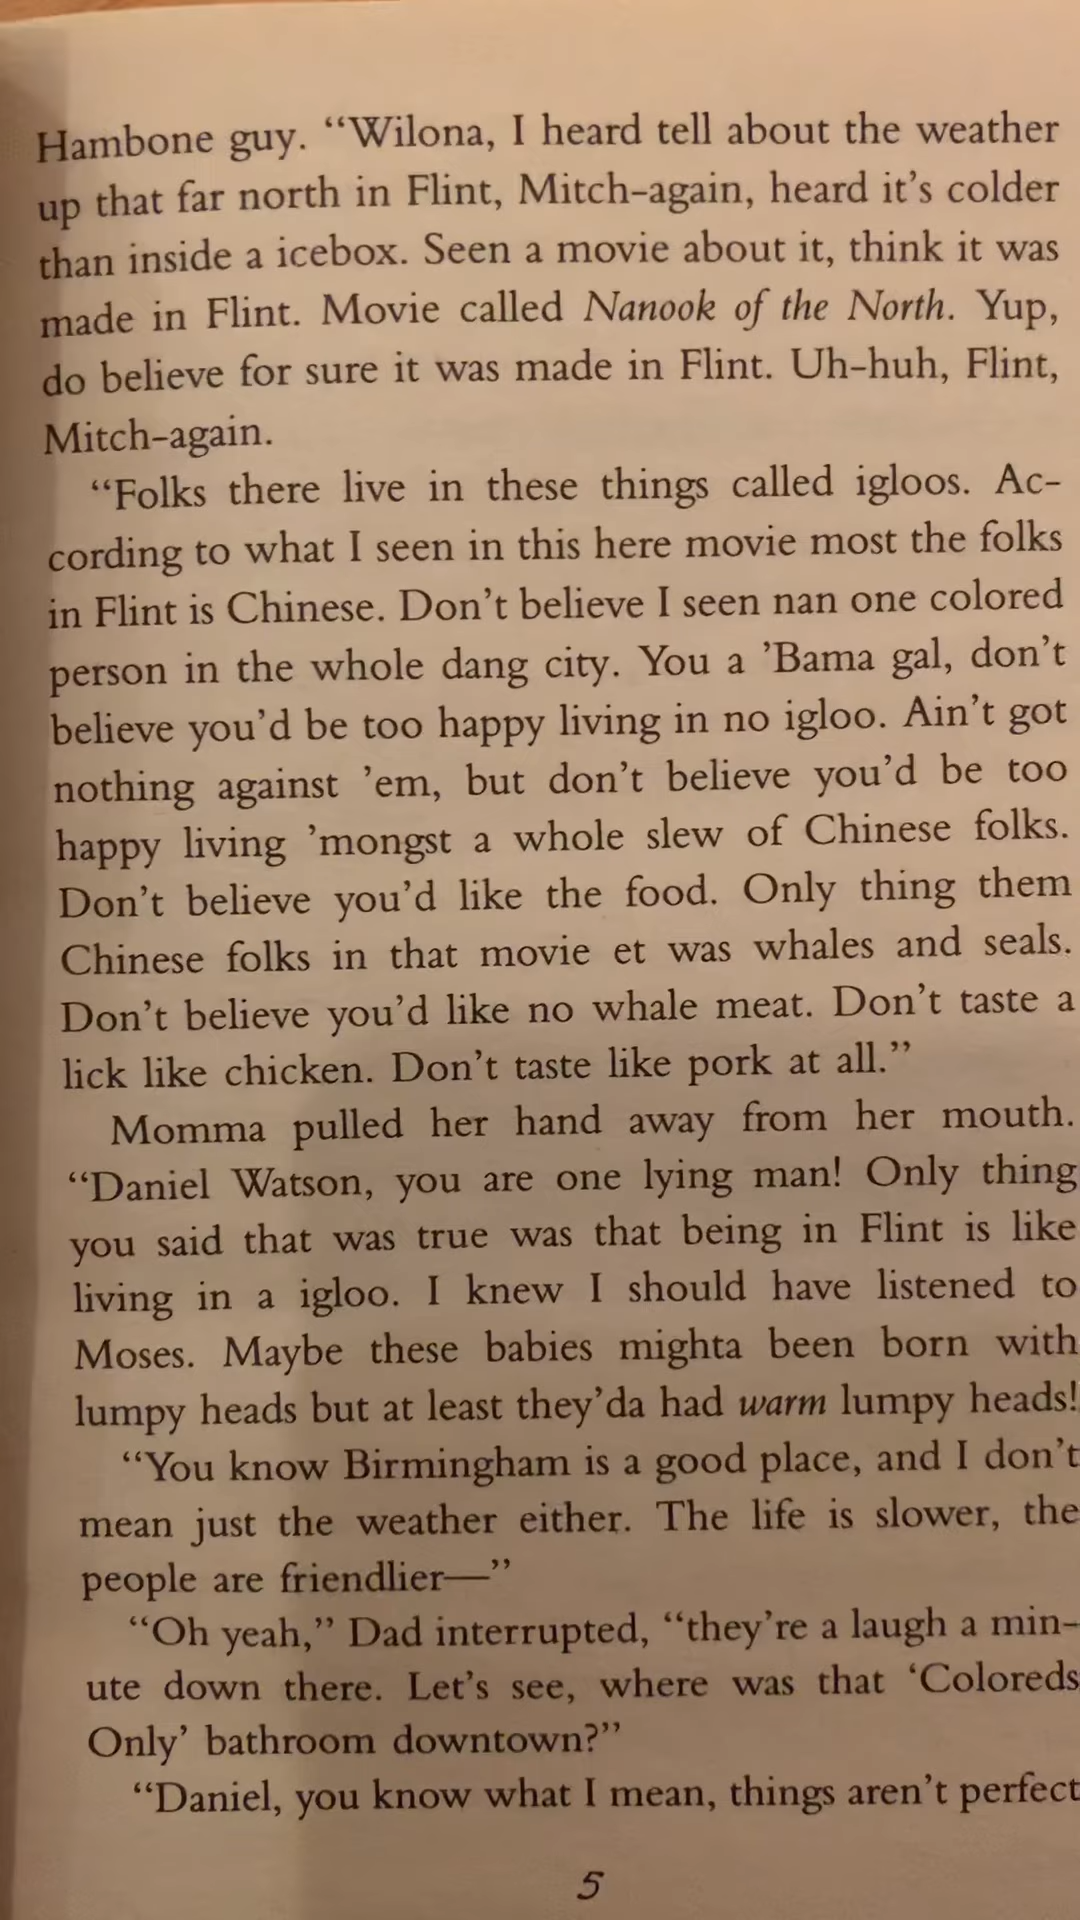 Hambone guy. “Wilona, I heard tell about the weather
up that far north in Flint, Mitch-again, heard it’s colder
than inside a icebox. Seen a movie about it, think it was
made in Flint. Movie called Nanook of the North. Yup,
do believe for sure it was made in Flint. Uh-huh, Flint,
Mitch-again.
“Folks there live in these things called igloos. Ac-
cording to what I seen in this here movie most the folks
in Flint is Chinese. Don’t believe I seen nan one colored
person in the whole dang city. You a ’Bama gal, don’t
believe you’d be too happy living in no igloo. Ain’t got
nothing against ’em, but don’t believe you’d be too
happy living ’mongst a whole slew of Chinese folks.
Don’t believe you’d like the food. Only thing them
Chinese folks in that movie et was whales and seals.
Don’t believe you’d like no whale meat. Don’t taste a
lick like chicken. Don’t taste like pork at all.”
Momma pulled her hand away from her mouth.
“Daniel Watson, you are one lying man! Only thing
you said that was true was that being in Flint is like
living in a igloo. I knew I should have listened to
Moses. Maybe these babies mighta been born with
lumpy heads but at least they’da had warm lumpy heads!
“You know Birmingham is a good place, and I don’t
mean just the weather either. The life is slower, the
people are friendlier—”
“Oh yeah,” Dad interrupted, “they’re a laugh a min-
ute down there. Let’s see, where was that ‘Coloreds
Only’ bathroom downtown?”
“Daniel, you know what I mean, things aren’t perfect
5